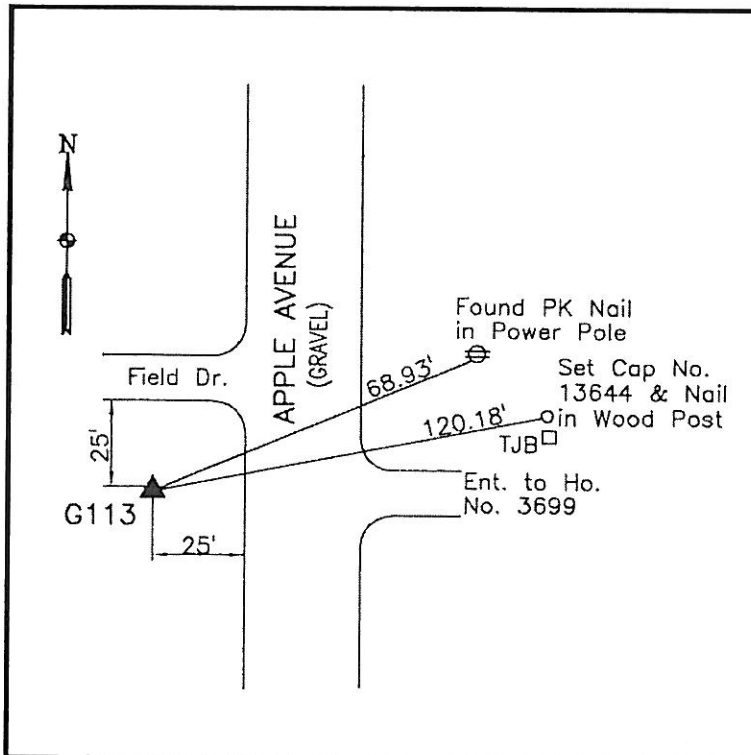 N
APPLE AVENUE
(GRAVEL)
Found PK Nail
in Power Pole
Field Dr.
68.93'
Set Cap No.
13644 & Nail
in Wood Post
120.18'
TJB
25'
G113
Ent. to Ho.
No. 3699
25'